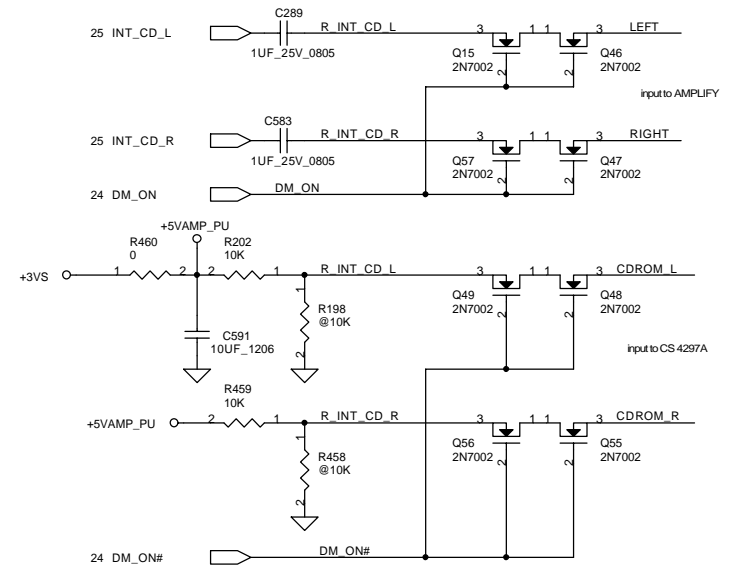 C289
25 INT_CD_L R_INT_CD_L 3 1 1 3 LEFT
1UF_25V_0805 Q15 2 2 Q46
2N7002 2N7002
input to AMPLIFY
C583
25 INT_CD_R R_INT_CD_R 3 1 1 3 RIGHT
1UF_25V_0805 Q57 2 2 Q47
2N7002 2N7002
24 DM_ON DM_ON
+5VAMP_PU
R460 R202
0 10K
+3VS 1 2 2 1 R_INT_CD_L 3 1 1 3 CDROM_L
1 Q49 2 2 Q48
R198 2N7002 2N7002
@10K
C591
10UF_1206 2
input to CS 4297A
R459
10K
+5VAMP_PU 2 1 R_INT_CD_R 3 1 1 3 CDROM_R
1 Q56 2 2 Q55
R458 2N7002 2N7002
@10K
2
24 DM_ON# DM_ON#